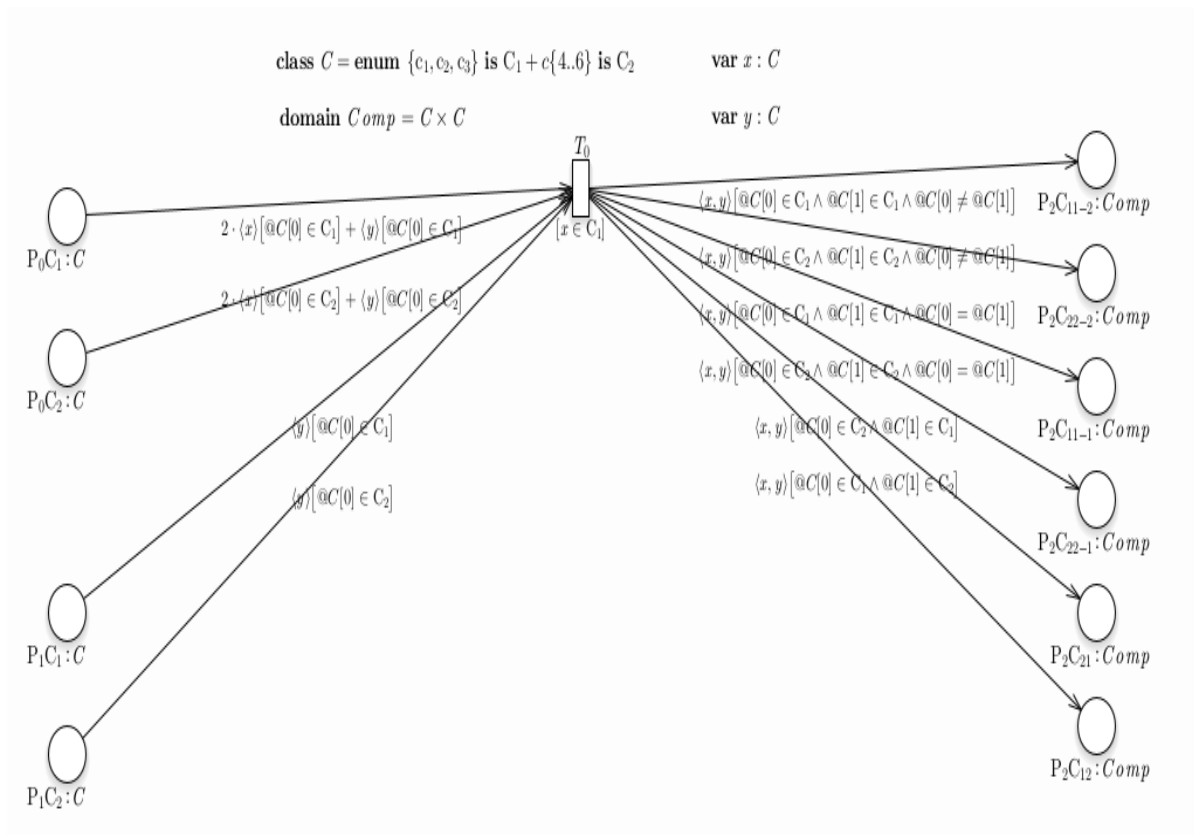 class C = enum {c₁, c₂, c₃} is C₁ + c{4..6} is C₂
var x : C
domain Comp = C × C
var y : C
T₀
[x ∈ C₁]
P₀C₁ : C
2·⟨x⟩[@C[0] ∈ C₁] + ⟨y⟩[@C[0] ∈ C₁]
P₀C₂ : C
2·⟨x⟩[@C[0] ∈ C₂] + ⟨y⟩[@C[0] ∈ C₂]
⟨y⟩[@C[0] ∈ C₁]
⟨y⟩[@C[0] ∈ C₂]
P₁C₁ : C
P₁C₂ : C
⟨x, y⟩[@C[0] ∈ C₁ ∧ @C[1] ∈ C₁ ∧ @C[0] ≠ @C[1]]
P₂C₁₁₋₂ : Comp
⟨x, y⟩[@C[0] ∈ C₂ ∧ @C[1] ∈ C₂ ∧ @C[0] ≠ @C[1]]
P₂C₂₂₋₂ : Comp
⟨x, y⟩[@C[0] ∈ C₁ ∧ @C[1] ∈ C₁ ∧ @C[0] = @C[1]]
⟨x, y⟩[@C[0] ∈ C₂ ∧ @C[1] ∈ C₂ ∧ @C[0] = @C[1]]
P₂C₁₁₋₁ : Comp
⟨x, y⟩[@C[0] ∈ C₂ ∧ @C[1] ∈ C₁]
⟨x, y⟩[@C[0] ∈ C₁ ∧ @C[1] ∈ C₂]
P₂C₂₂₋₁ : Comp
P₂C₂₁ : Comp
P₂C₁₂ : Comp